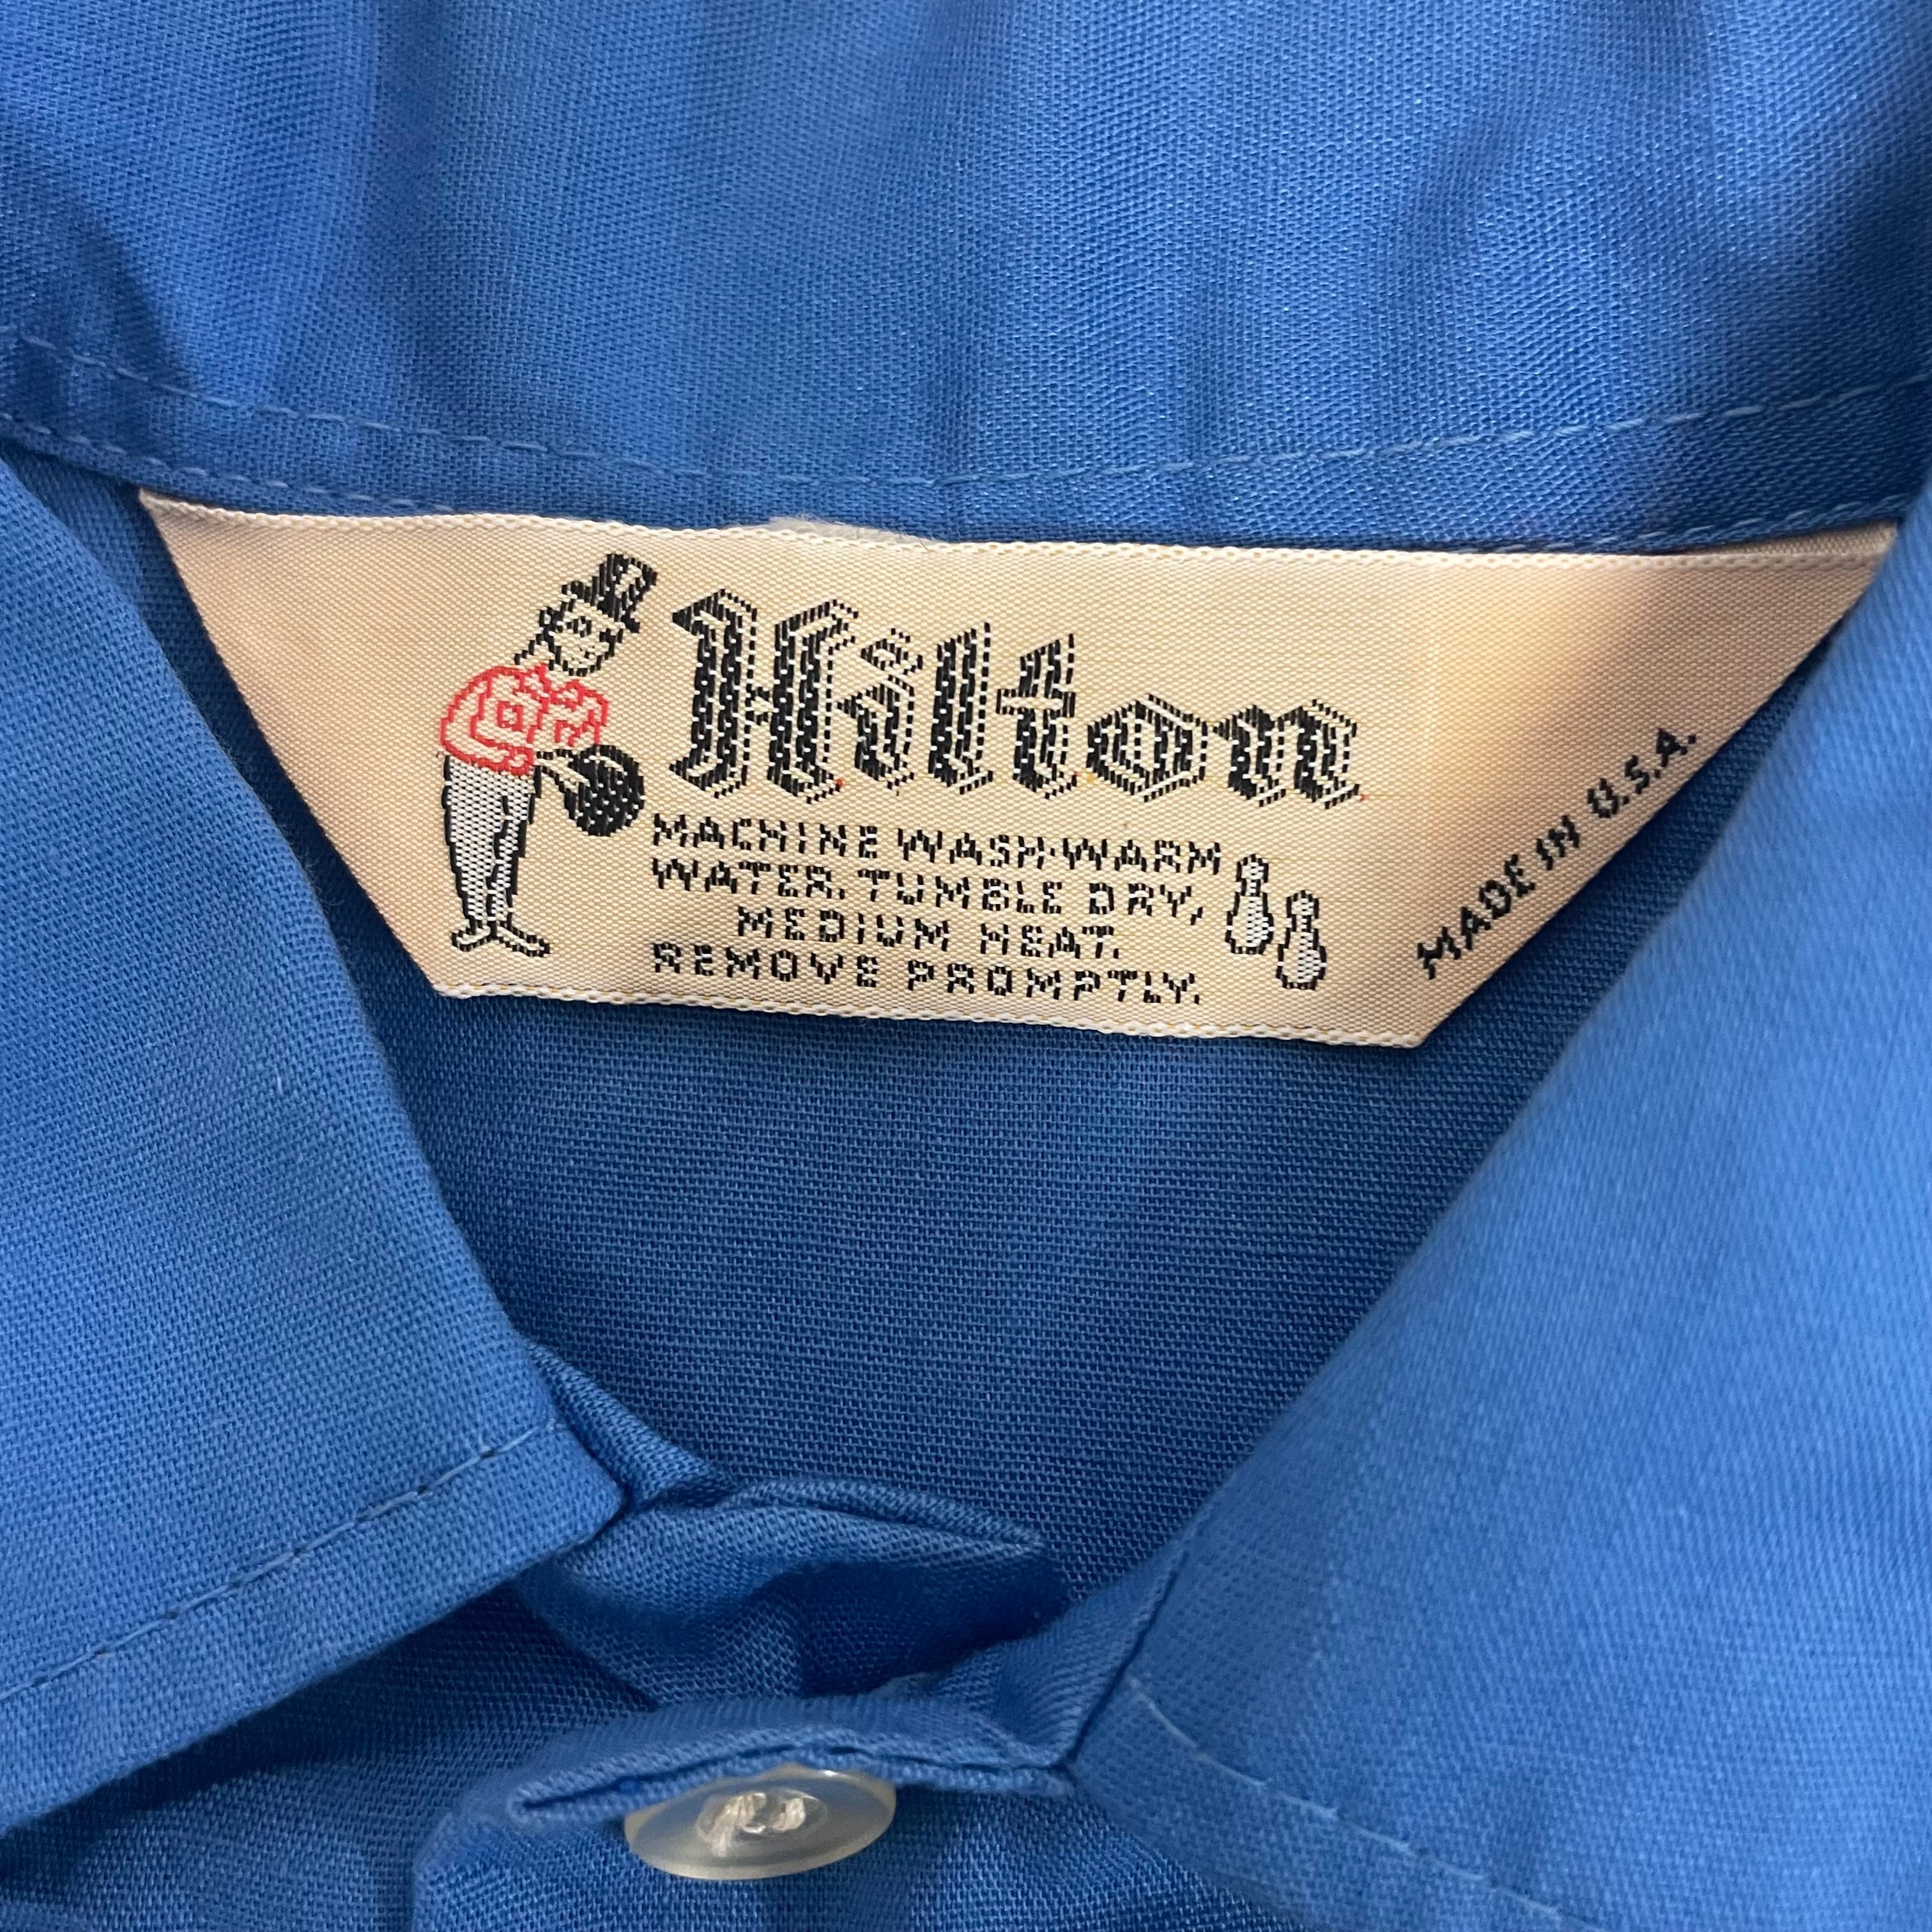 Hilton
MACHINE WASH·WARM
WATER, TUMBLE DRY,
MEDIUM HEAT.
REMOVE PROMPTLY.
MADE IN U.S.A.